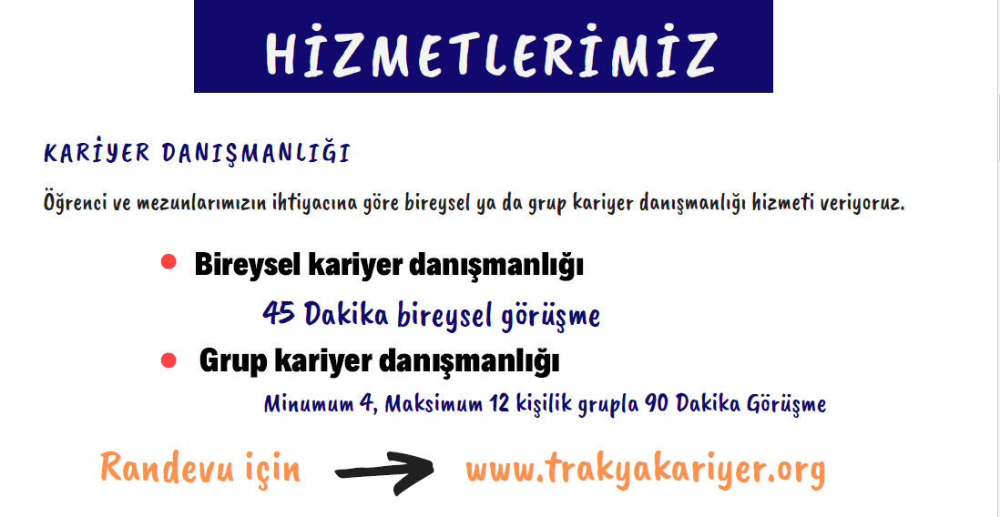 HİZMETLERİMİZ
KARİYER DANIŞMANLIĞI
Öğrenci ve mezunlarımızın ihtiyacına göre bireysel ya da grup kariyer danışmanlığı hizmeti veriyoruz.
Bireysel kariyer danışmanlığı
45 Dakika bireysel görüşme
Grup kariyer danışmanlığı
Minumum 4, Maksimum 12 kişilik grupla 90 Dakika Görüşme
Randevu için www.trakyakariyer.org